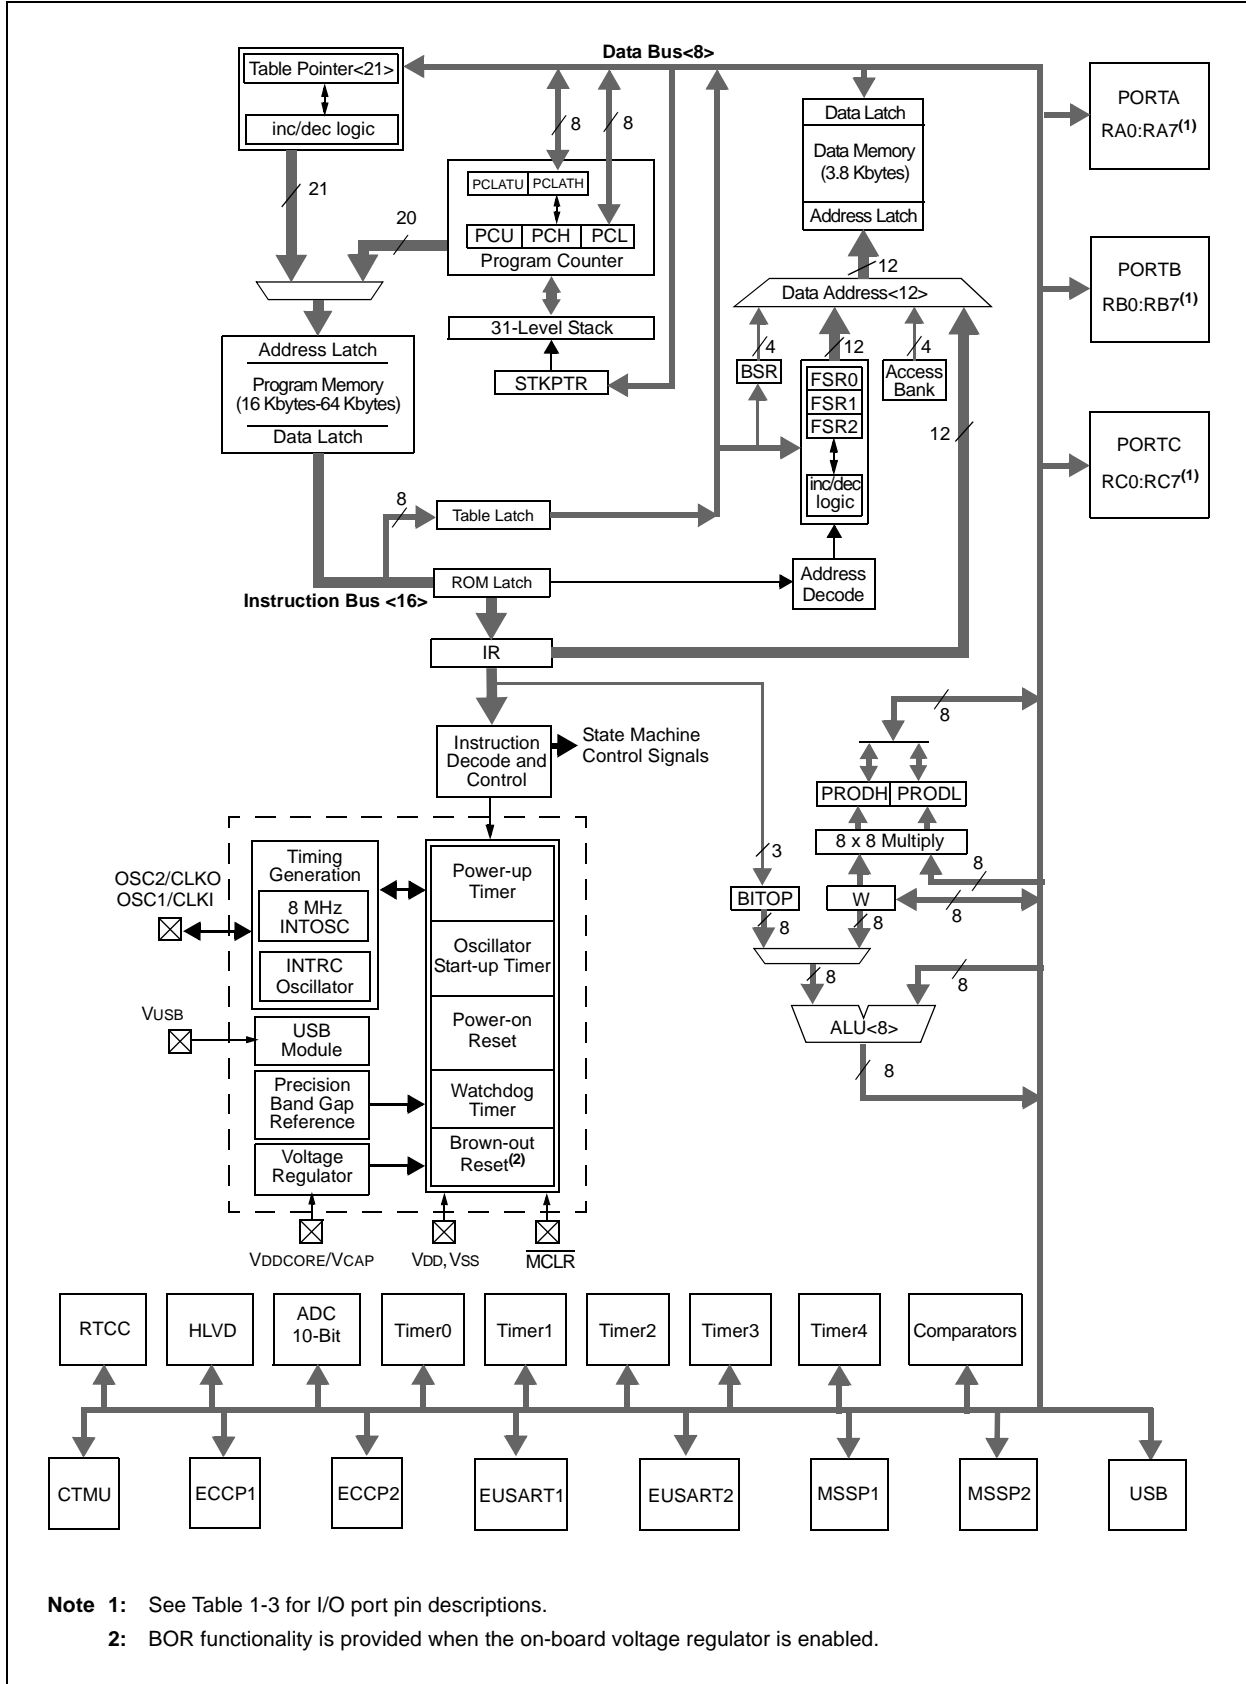 Data Bus<8>
Table Pointer<21>
inc/dec logic
21
20
8
8
PCLATU PCLATH
PCU PCH PCL
Program Counter
31-Level Stack
STKPTR
Data Latch
Data Memory
(3.8 Kbytes)
Address Latch
12
Data Address<12>
4
12
4
BSR
FSR0
FSR1
FSR2
inc/dec
logic
Access
Bank
12
PORTA
RA0:RA7(1)
PORTB
RB0:RB7(1)
PORTC
RC0:RC7(1)
Address Latch
Program Memory
(16 Kbytes-64 Kbytes)
Data Latch
8
Table Latch
ROM Latch
Instruction Bus <16>
Address
Decode
IR
Instruction
Decode and
Control
State Machine
Control Signals
8
PRODH PRODL
8 x 8 Multiply
3
8
BITOP
W
8
8
8
8
8
ALU<8>
8
OSC2/CLKO
OSC1/CLKI
Timing
Generation
8 MHz
INTOSC
INTRC
Oscillator
VUSB
USB
Module
Precision
Band Gap
Reference
Voltage
Regulator
Power-up
Timer
Oscillator
Start-up Timer
Power-on
Reset
Watchdog
Timer
Brown-out
Reset(2)
VDDCORE/VCAP
VDD, VSS
MCLR
RTCC
HLVD
ADC
10-Bit
Timer0
Timer1
Timer2
Timer3
Timer4
Comparators
CTMU
ECCP1
ECCP2
EUSART1
EUSART2
MSSP1
MSSP2
USB
Note 1: See Table 1-3 for I/O port pin descriptions.
2: BOR functionality is provided when the on-board voltage regulator is enabled.